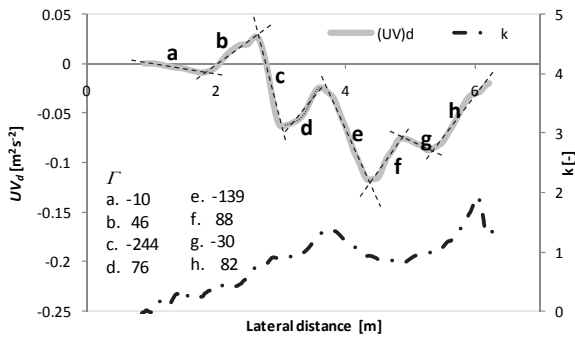 0.05
0
-0.05
-0.1
-0.15
-0.2
-0.25
UVd [m²s⁻²]
0 2 4 6
Lateral distance [m]
5
4
3
2
1
0
k [-]
(UV)d k
a
b
c
d
e
f
g
h
Γ
a. -10
b. 46
c. -244
d. 76
e. -139
f. 88
g. -30
h. 82